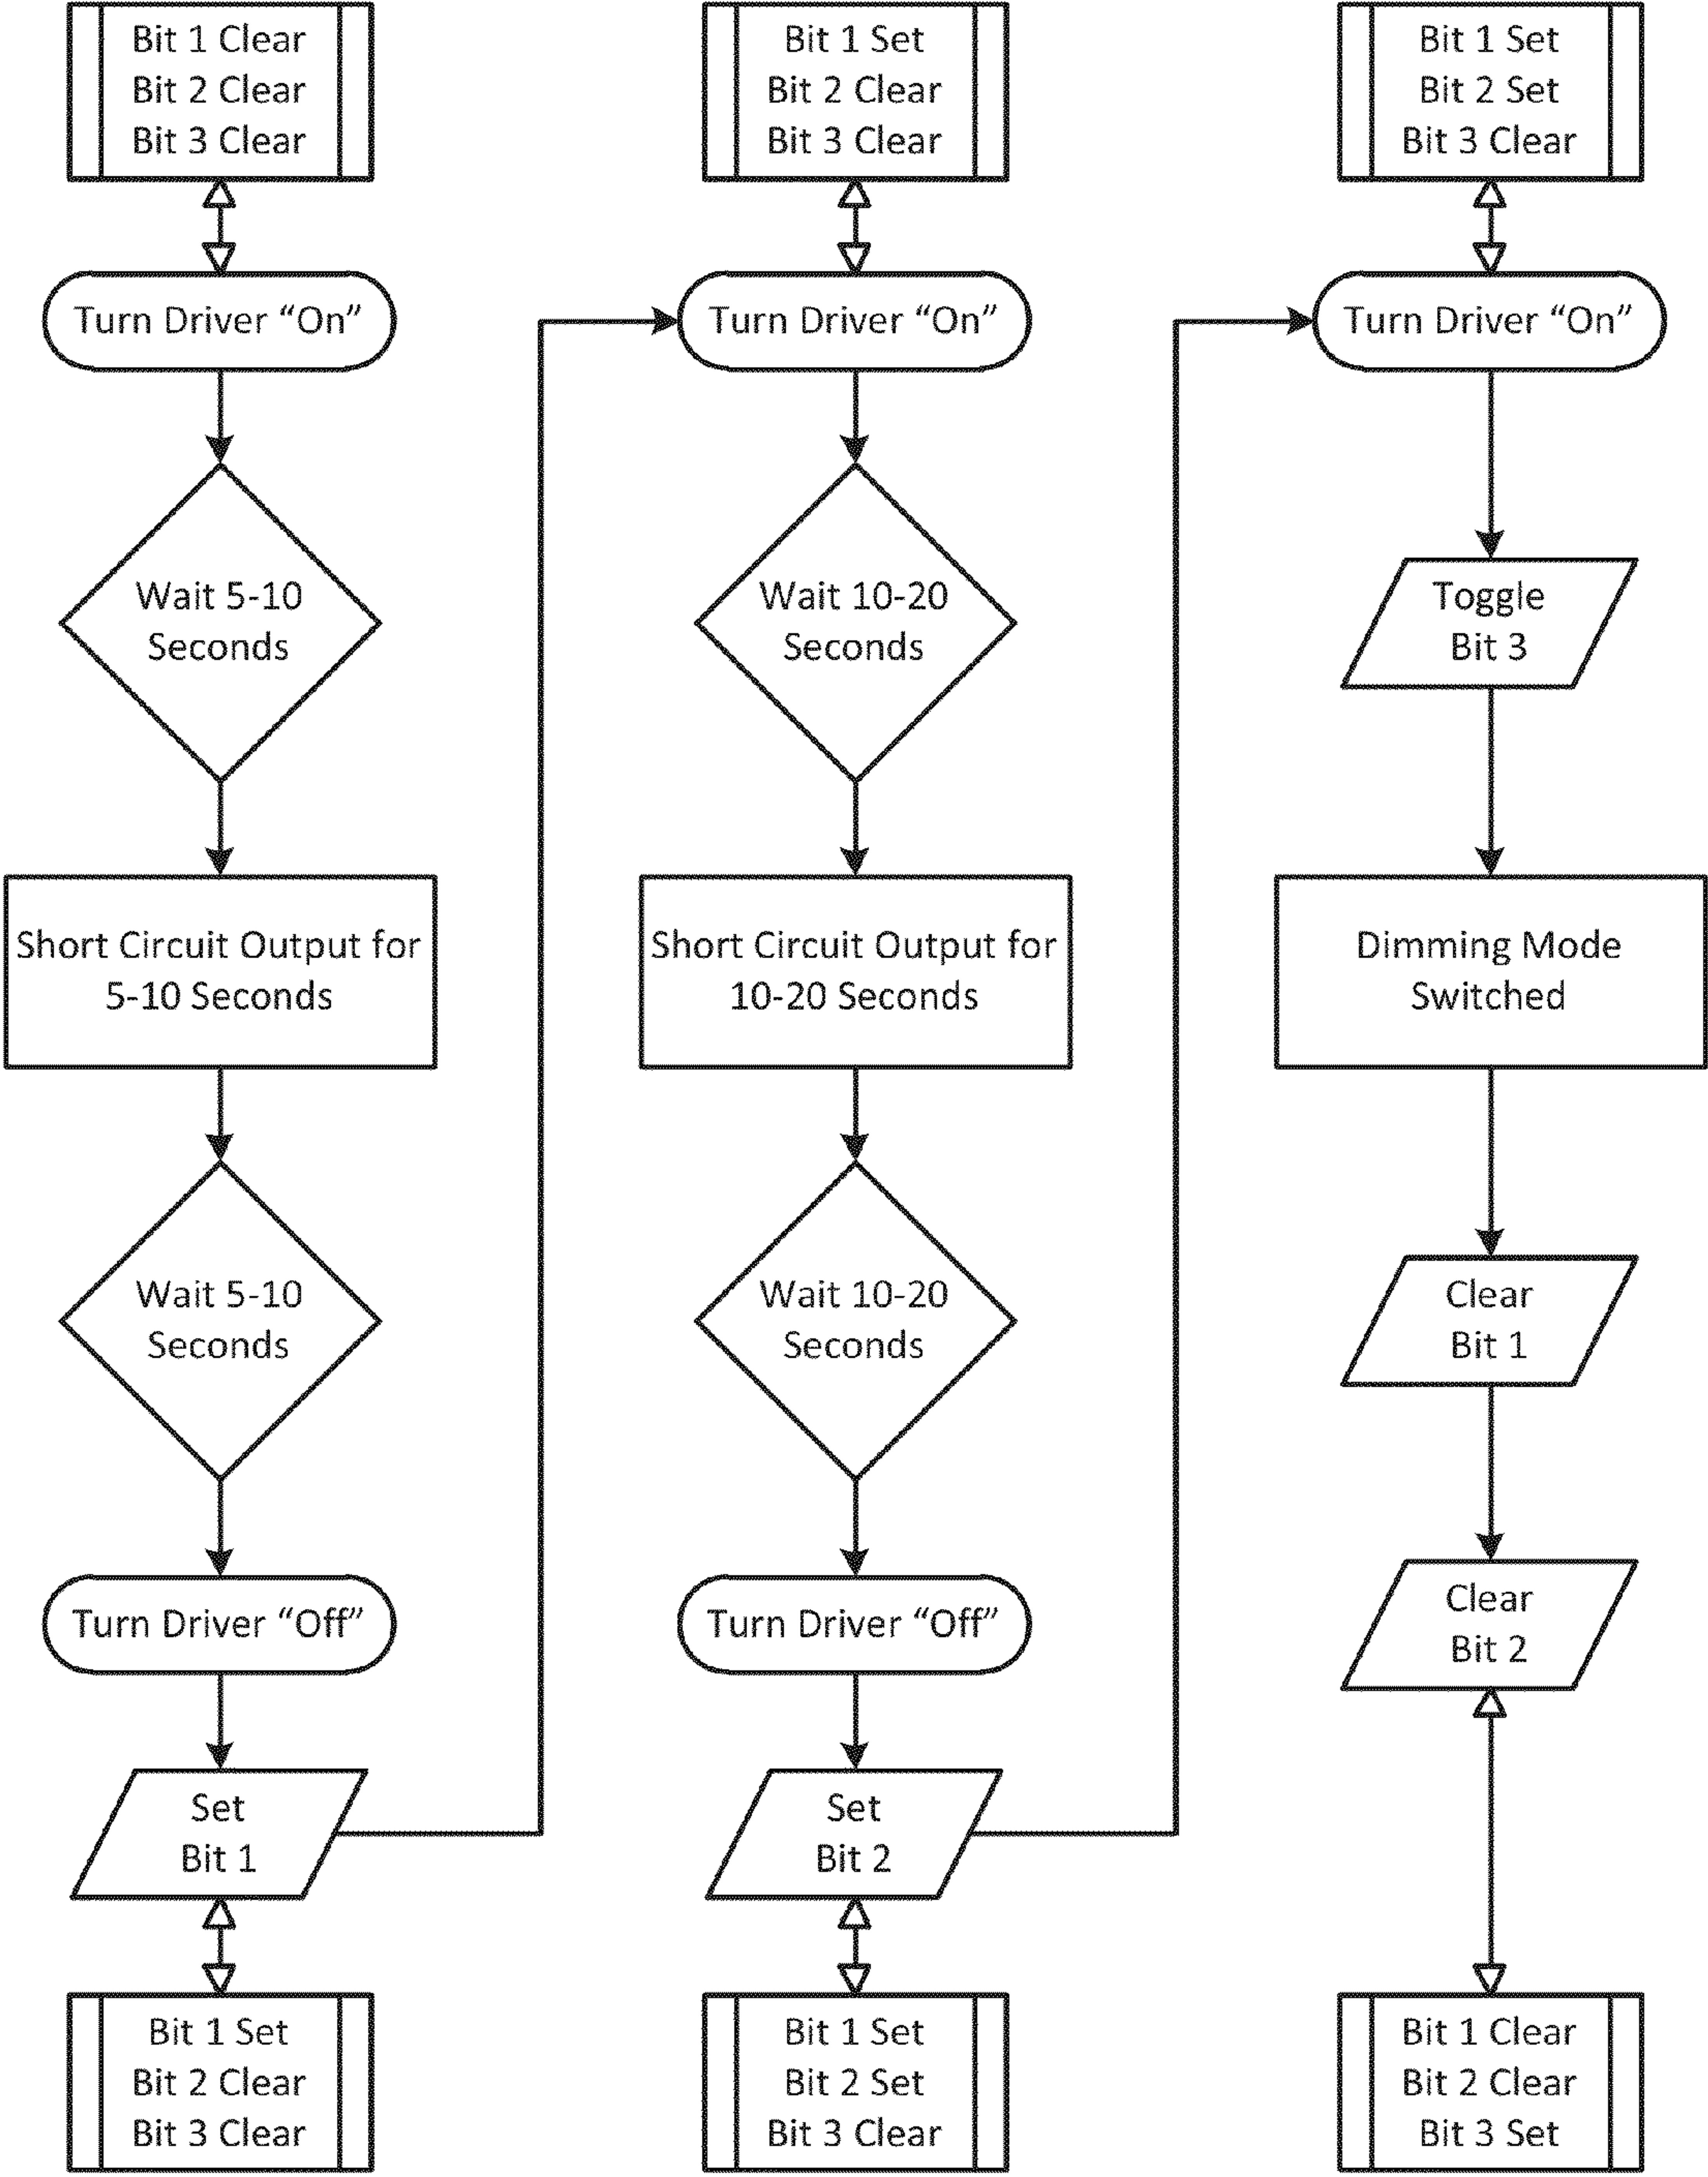 Bit 1 Clear
Bit 2 Clear
Bit 3 Clear
Turn Driver “On”
Wait 5-10
Seconds
Short Circuit Output for
5-10 Seconds
Wait 5-10
Seconds
Turn Driver “Off”
Set
Bit 1
Bit 1 Set
Bit 2 Clear
Bit 3 Clear
Bit 1 Set
Bit 2 Clear
Bit 3 Clear
Turn Driver “On”
Wait 10-20
Seconds
Short Circuit Output for
10-20 Seconds
Wait 10-20
Seconds
Turn Driver “Off”
Set
Bit 2
Bit 1 Set
Bit 2 Set
Bit 3 Clear
Bit 1 Set
Bit 2 Set
Bit 3 Clear
Turn Driver “On”
Toggle
Bit 3
Dimming Mode
Switched
Clear
Bit 1
Clear
Bit 2
Bit 1 Clear
Bit 2 Clear
Bit 3 Set